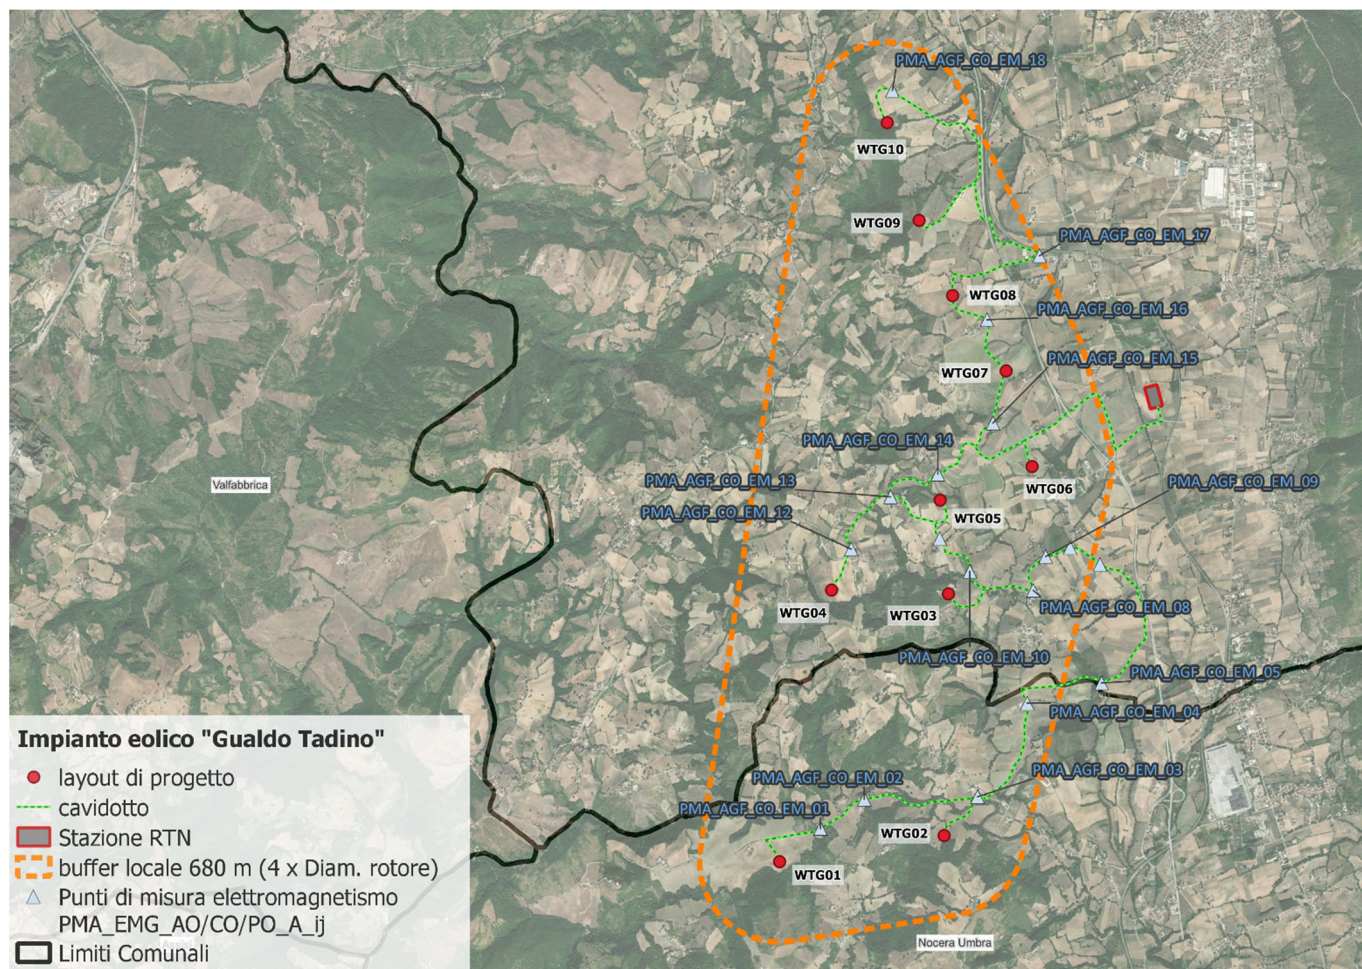 PMA_AGF_CO_EM_18
WTG10
WTG09
PMA_AGF_CO_EM_17
WTG08
PMA_AGF_CO_EM_16
PMA_AGF_CO_EM_15
WTG07
PMA_AGF_CO_EM_14
PMA_AGF_CO_EM_13
PMA_AGF_CO_EM_09
Valfabbrica
WTG06
PMA_AGF_CO_EM_12
WTG05
WTG04
WTG03
PMA_AGF_CO_EM_08
PMA_AGF_CO_EM_10
PMA_AGF_CO_EM_05
PMA_AGF_CO_EM_04
PMA_AGF_CO_EM_03
PMA_AGF_CO_EM_02
PMA_AGF_CO_EM_01
WTG02
WTG01
Nocera Umbra
Impianto eolico "Gualdo Tadino"
layout di progetto
cavidotto
Stazione RTN
buffer locale 680 m (4 x Diam. rotore)
Punti di misura elettromagnetismo
PMA_EMG_AO/CO/PO_A_ij
Limiti Comunali